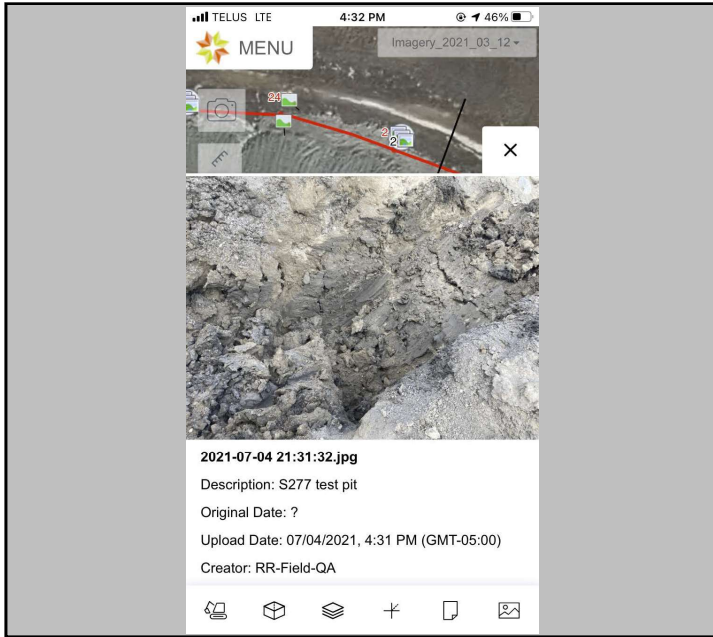 TELUS LTE 4:32 PM 46%
MENU
Imagery_2021_03_12
24
2
2
2021-07-04 21:31:32.jpg
Description: S277 test pit
Original Date: ?
Upload Date: 07/04/2021, 4:31 PM (GMT-05:00)
Creator: RR-Field-QA